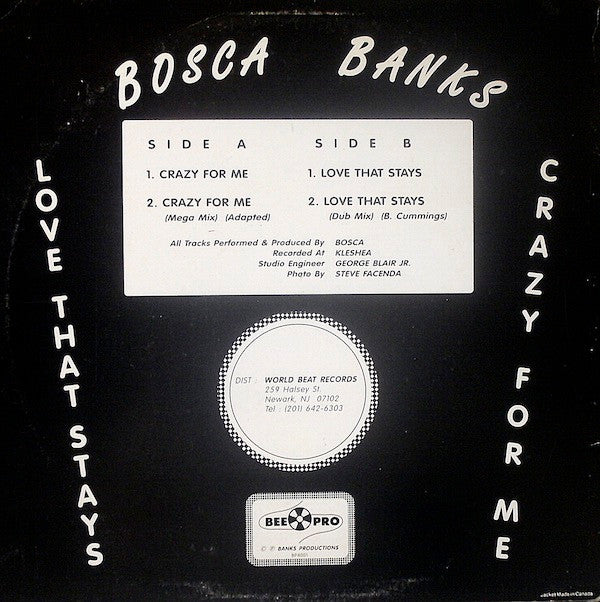 BOSCA BANKS
SIDE A
1. CRAZY FOR ME
2. CRAZY FOR ME
(Mega Mix) (Adapted)
SIDE B
1. LOVE THAT STAYS
2. LOVE THAT STAYS
(Dub Mix) (B. Cummings)
All Tracks Performed & Produced By BOSCA
Recorded At KLESHEA
Studio Engineer GEORGE BLAIR JR.
Photo By STEVE FACENDA
LOVE THAT STAYS
CRAZY FOR ME
DIST : WORLD BEAT RECORDS
259 Halsey St.
Newark, NJ 07102
Tel : (201) 642-6303
BEE PRO
© ℗ BANKS PRODUCTIONS
Jacket Made in Canada